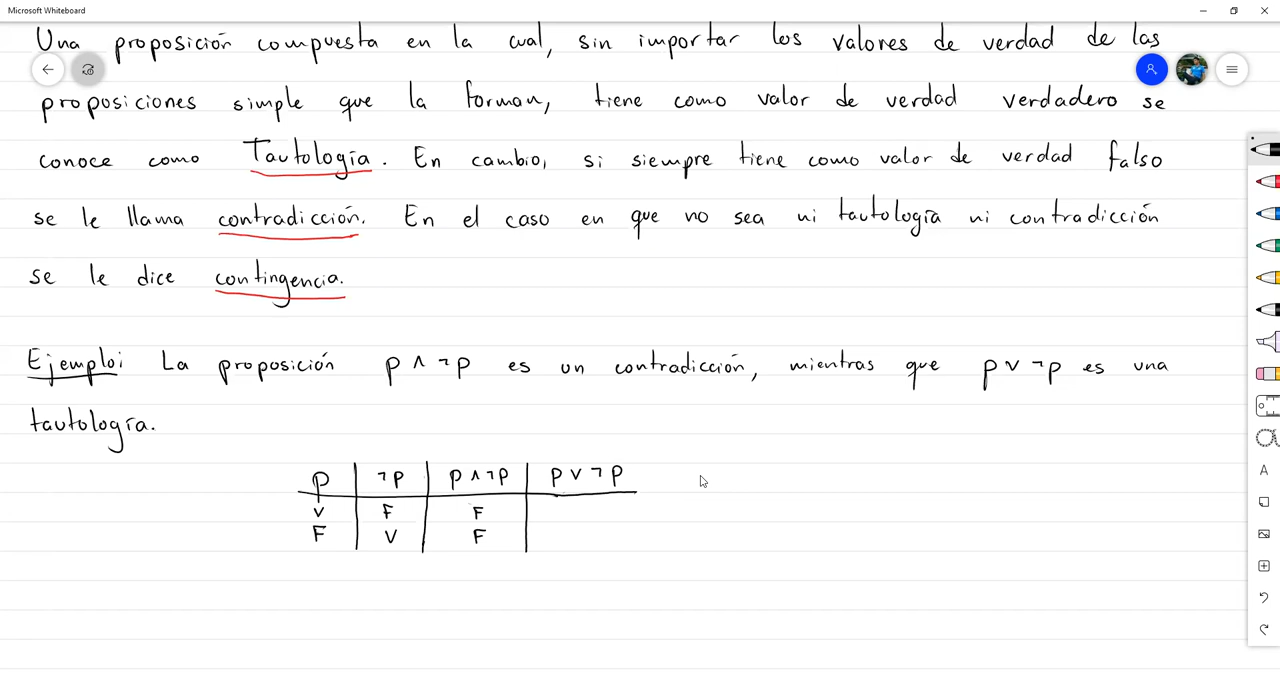 Microsoft Whiteboard
Una proposición compuesta en la cual, sin importar los valores de verdad de las
proposiciones simple que la forman, tiene como valor de verdad verdadero se
conoce como Tautología. En cambio, si siempre tiene como valor de verdad falso
se le llama contradicción. En el caso en que no sea ni tautología ni contradicción
se le dice contingencia.
Ejemplo: La proposición p ∧ ¬p es un contradicción, mientras que p ∨ ¬p es una
tautología.
p ¬p p ∧ ¬p p ∨ ¬p
V F F
F V F
A